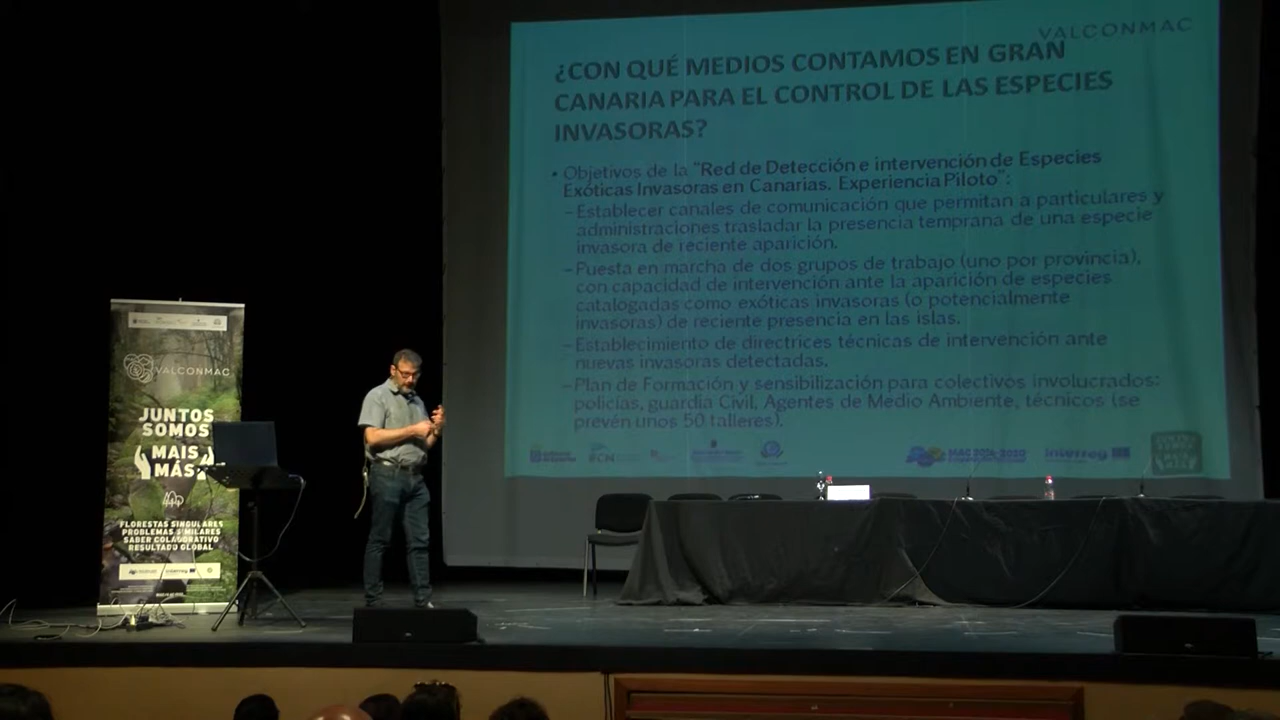 VALCONMAC
¿CON QUÉ MEDIOS CONTAMOS EN GRAN
CANARIA PARA EL CONTROL DE LAS ESPECIES
INVASORAS?
• Objetivos de la "Red de Detección e intervención de Especies
Exóticas Invasoras en Canarias. Experiencia Piloto":
–Establecer canales de comunicación que permitan a particulares y
administraciones trasladar la presencia temprana de una especie
invasora de reciente aparición.
–Puesta en marcha de dos grupos de trabajo (uno por provincia),
con capacidad de intervención ante la aparición de especies
catalogadas como exóticas invasoras (o potencialmente
invasoras) de reciente presencia en las islas.
–Establecimiento de directrices técnicas de intervención ante
nuevas invasoras detectadas.
–Plan de Formación y sensibilización para colectivos involucrados:
policías, guardia Civil, Agentes de Medio Ambiente, técnicos (se
prevén unos 50 talleres).
MAC 2014-2020
Interreg
VALCONMAC
JUNTOS
SOMOS
MAIS
MÁS
FLORESTAS SINGULARES
PROBLEMAS SIMILARES
SABER COLABORATIVO
RESULTADO GLOBAL